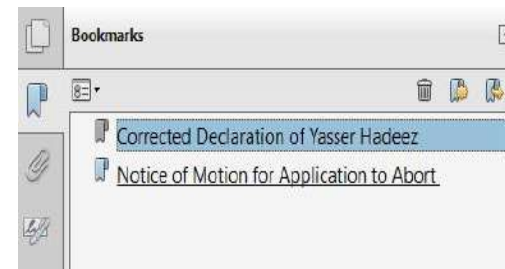 Bookmarks
Corrected Declaration of Yasser Hadeez
Notice of Motion for Application to Abort